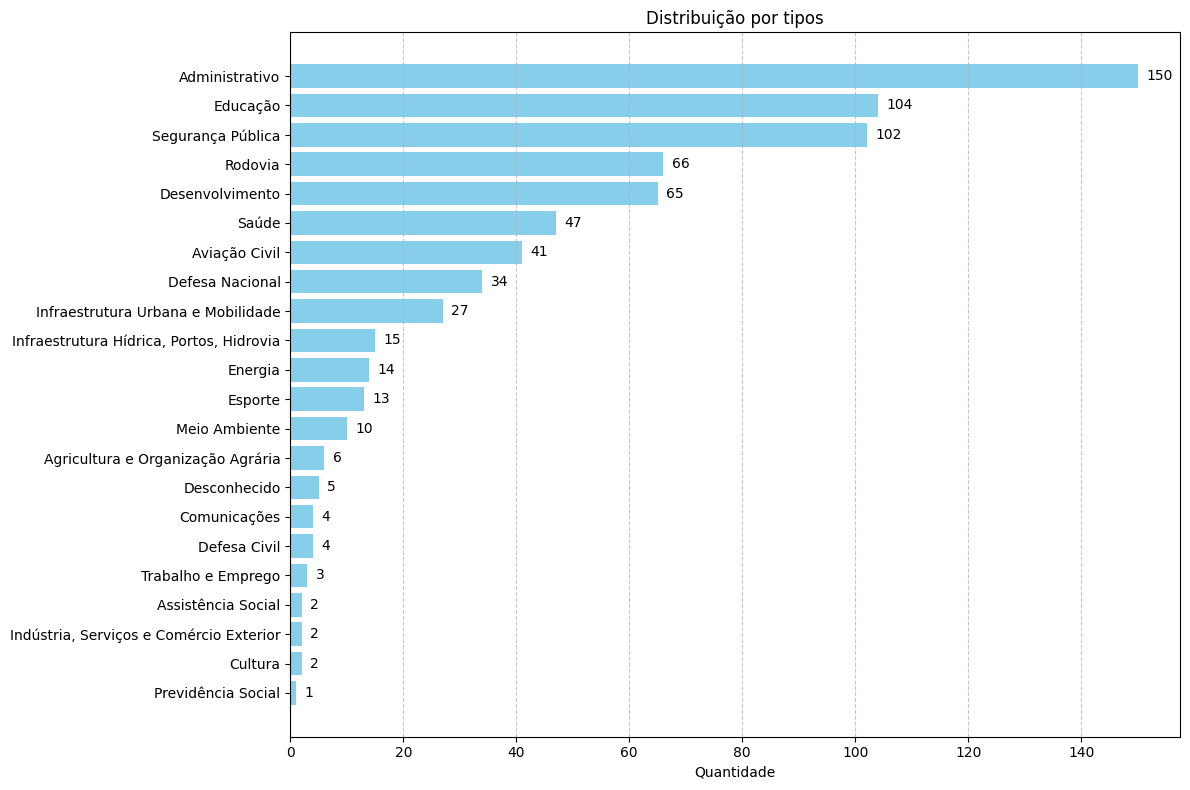 Distribuição por tipos
Administrativo 150
Educação 104
Segurança Pública 102
Rodovia 66
Desenvolvimento 65
Saúde 47
Aviação Civil 41
Defesa Nacional 34
Infraestrutura Urbana e Mobilidade 27
Infraestrutura Hídrica, Portos, Hidrovia 15
Energia 14
Esporte 13
Meio Ambiente 10
Agricultura e Organização Agrária 6
Desconhecido 5
Comunicações 4
Defesa Civil 4
Trabalho e Emprego 3
Assistência Social 2
Indústria, Serviços e Comércio Exterior 2
Cultura 2
Previdência Social 1
0 20 40 60 80 100 120 140
Quantidade